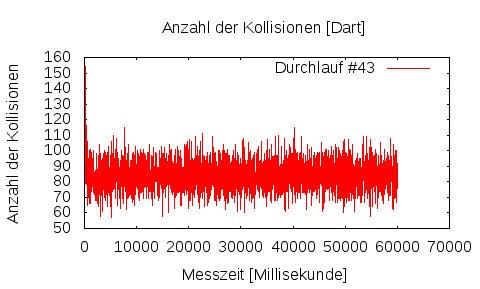 Anzahl der Kollisionen [Dart]
Durchlauf #43
Anzahl der Kollisionen
160
150
140
130
120
110
100
90
80
70
60
50
0 10000 20000 30000 40000 50000 60000 70000
Messzeit [Millisekunde]